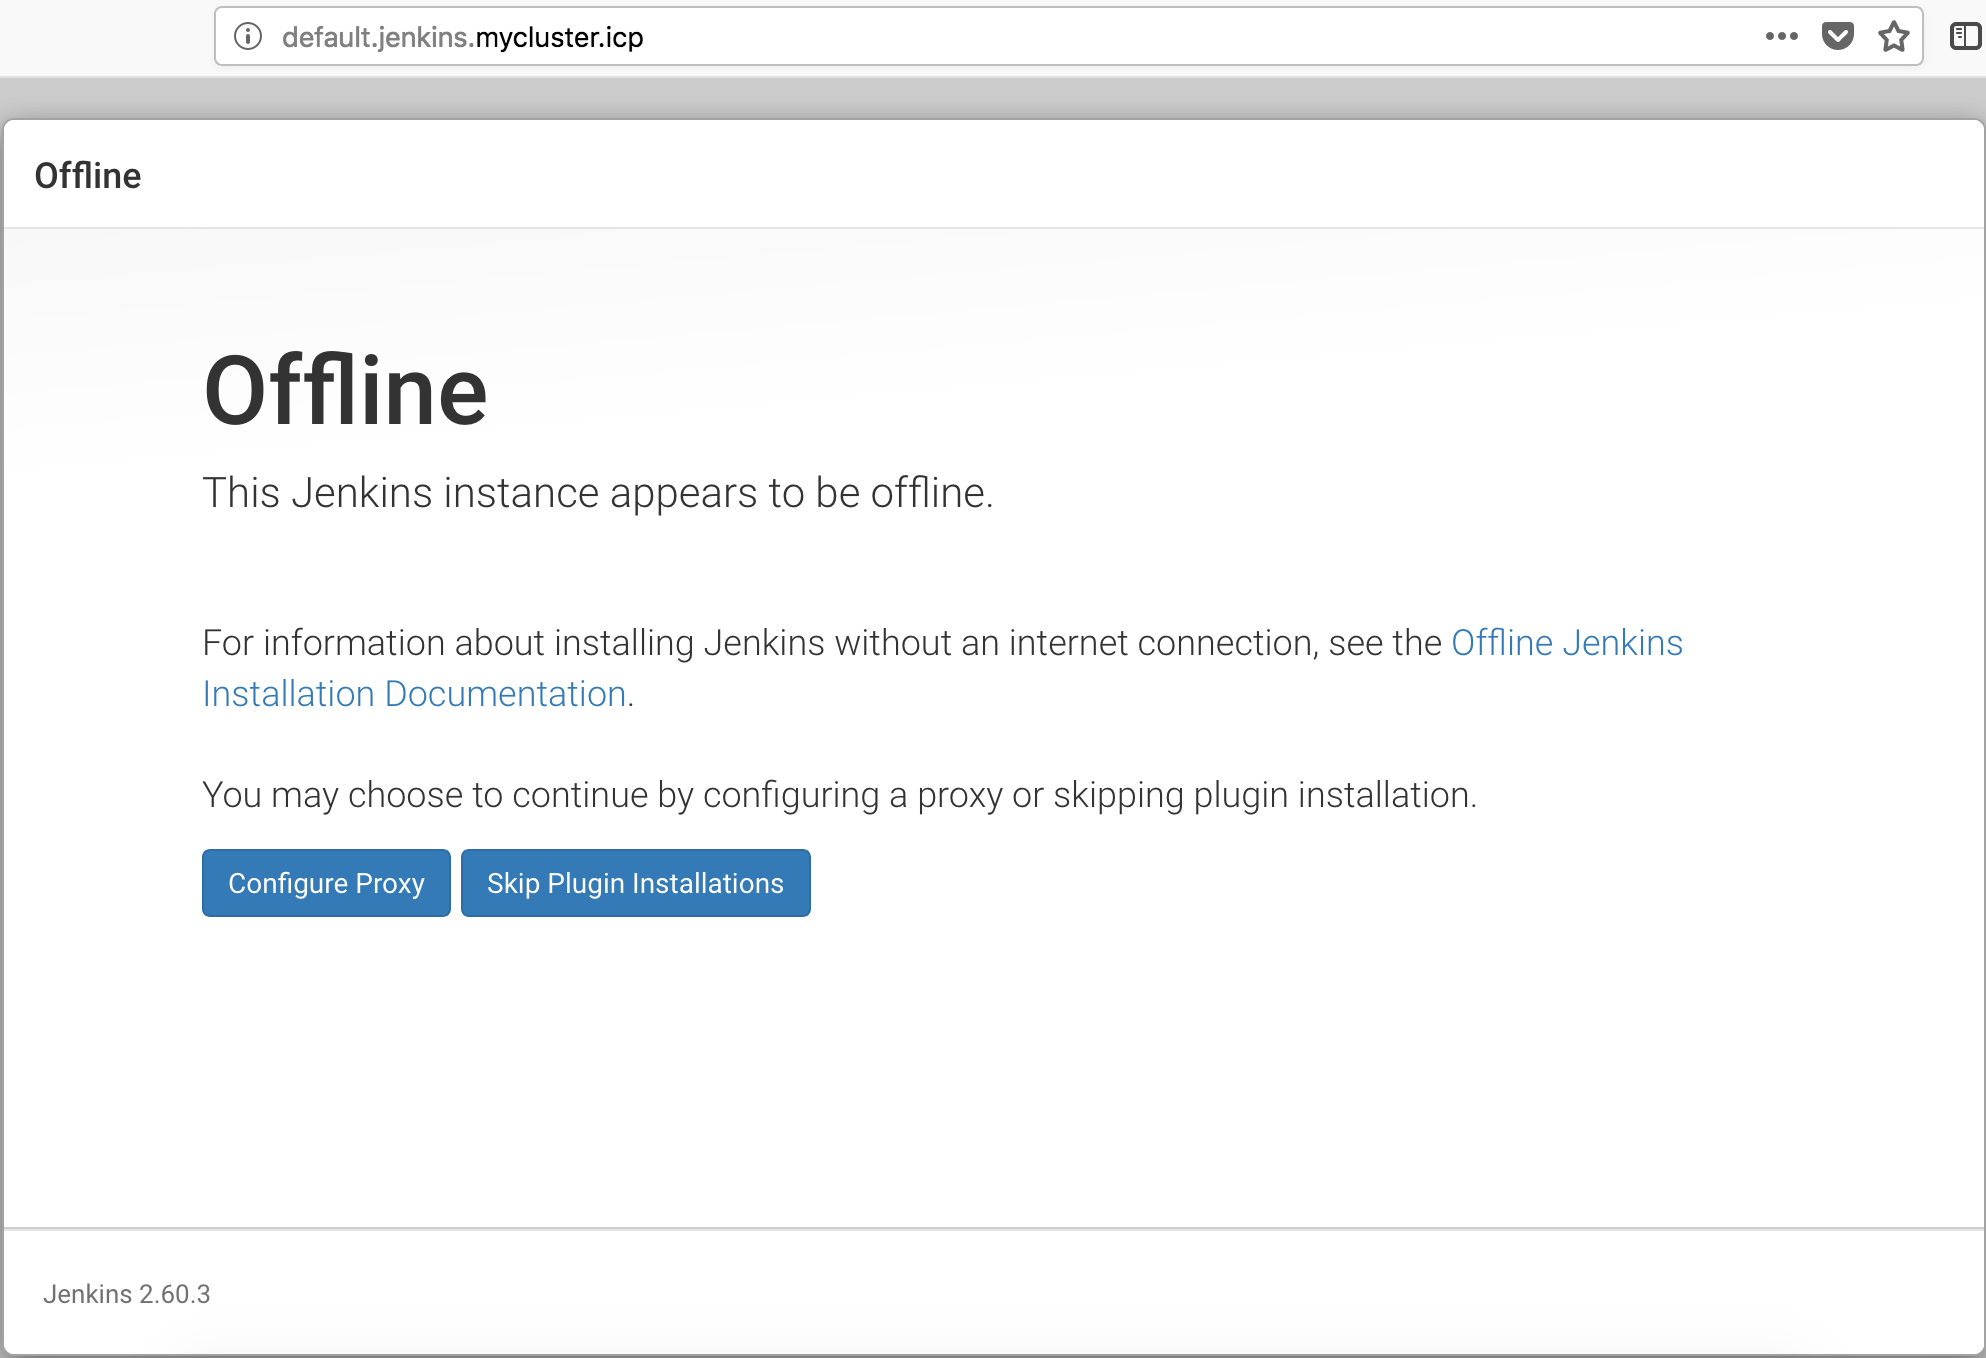 default.jenkins.mycluster.icp
Offline
Offline
This Jenkins instance appears to be offline.
For information about installing Jenkins without an internet connection, see the Offline Jenkins
Installation Documentation.
You may choose to continue by configuring a proxy or skipping plugin installation.
Configure Proxy Skip Plugin Installations
Jenkins 2.60.3